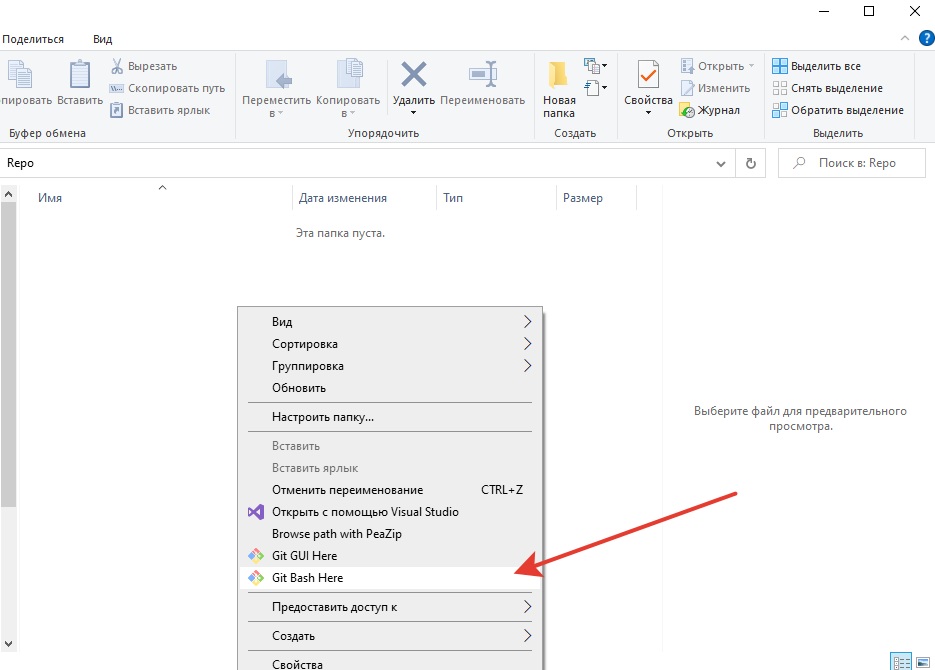 Поделиться Вид
?
пировать Вставить Вырезать
Скопировать путь
Вставить ярлык
Буфер обмена
Переместить в Копировать в Удалить Переименовать
Упорядочить
Новая папка
Создать
Свойства Открыть
Изменить
Журнал
Открыть
Выделить все
Снять выделение
Обратить выделение
Выделить
Repo
Поиск в: Repo
Имя Дата изменения Тип Размер
Эта папка пуста.
Вид
Сортировка
Группировка
Обновить
Настроить папку...
Вставить
Вставить ярлык
Отменить переименование CTRL+Z
Открыть с помощью Visual Studio
Browse path with PeaZip
Git GUI Here
Git Bash Here
Предоставить доступ к
Создать
Свойства
Выберите файл для предварительного
просмотра.